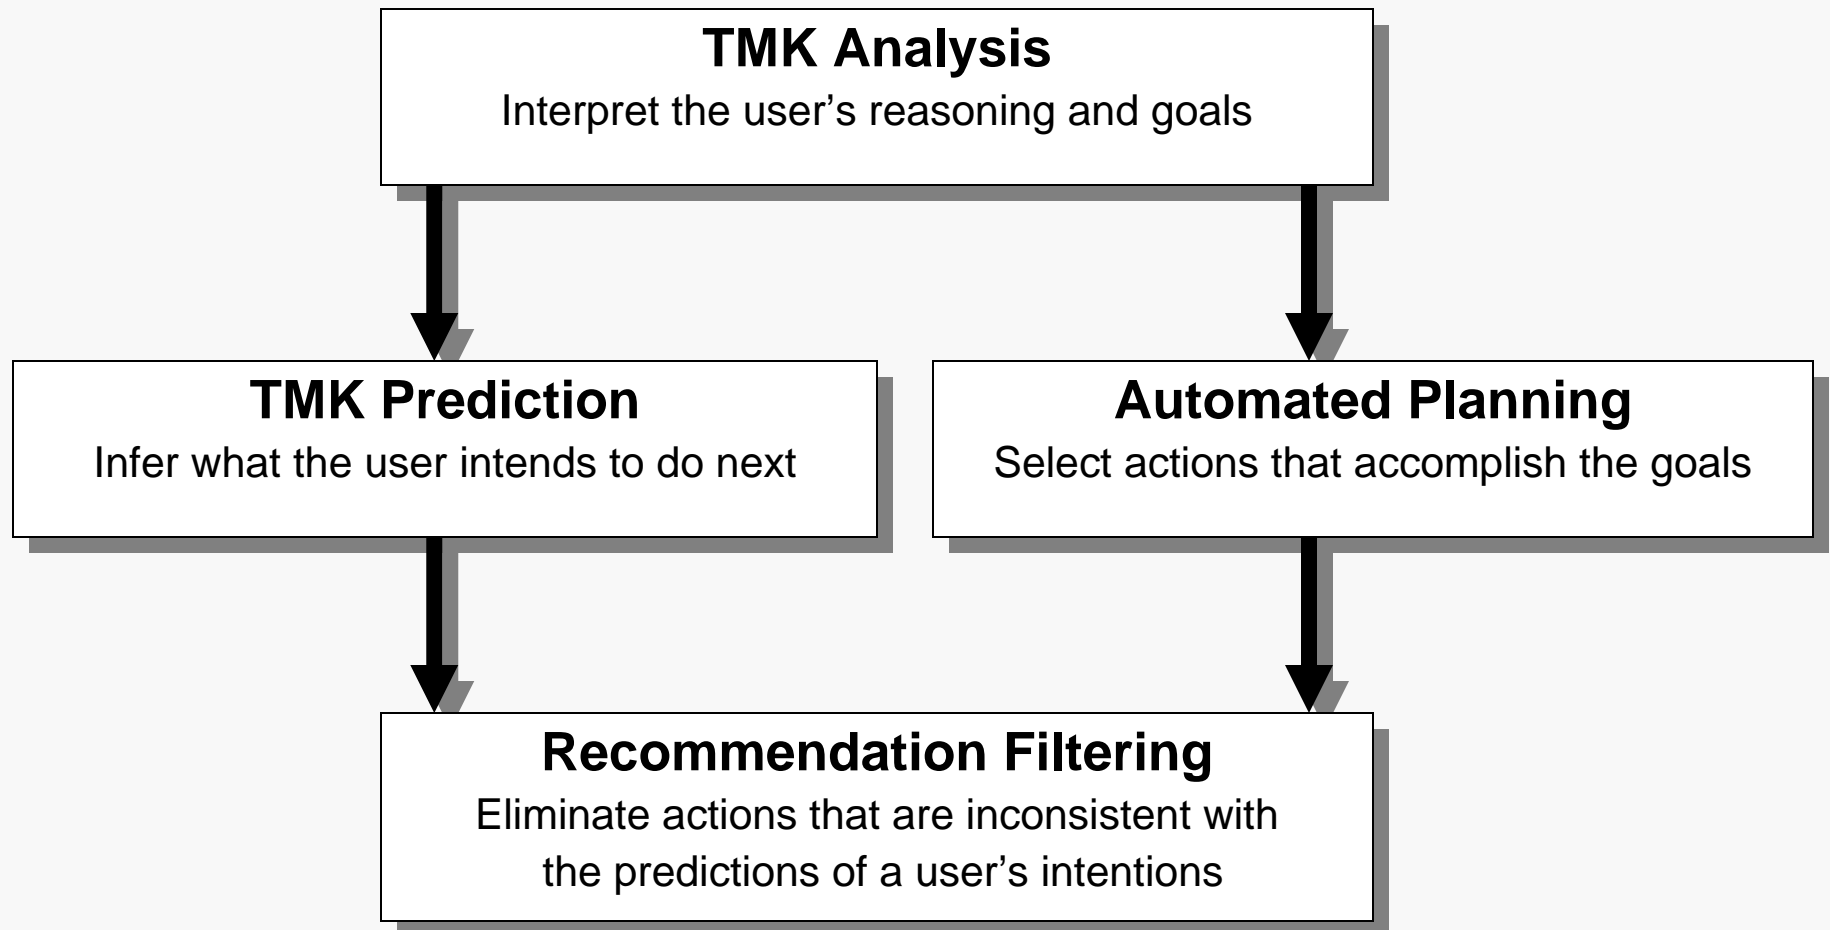 TMK Analysis
Interpret the user’s reasoning and goals
TMK Prediction
Infer what the user intends to do next
Automated Planning
Select actions that accomplish the goals
Recommendation Filtering
Eliminate actions that are inconsistent with
the predictions of a user’s intentions